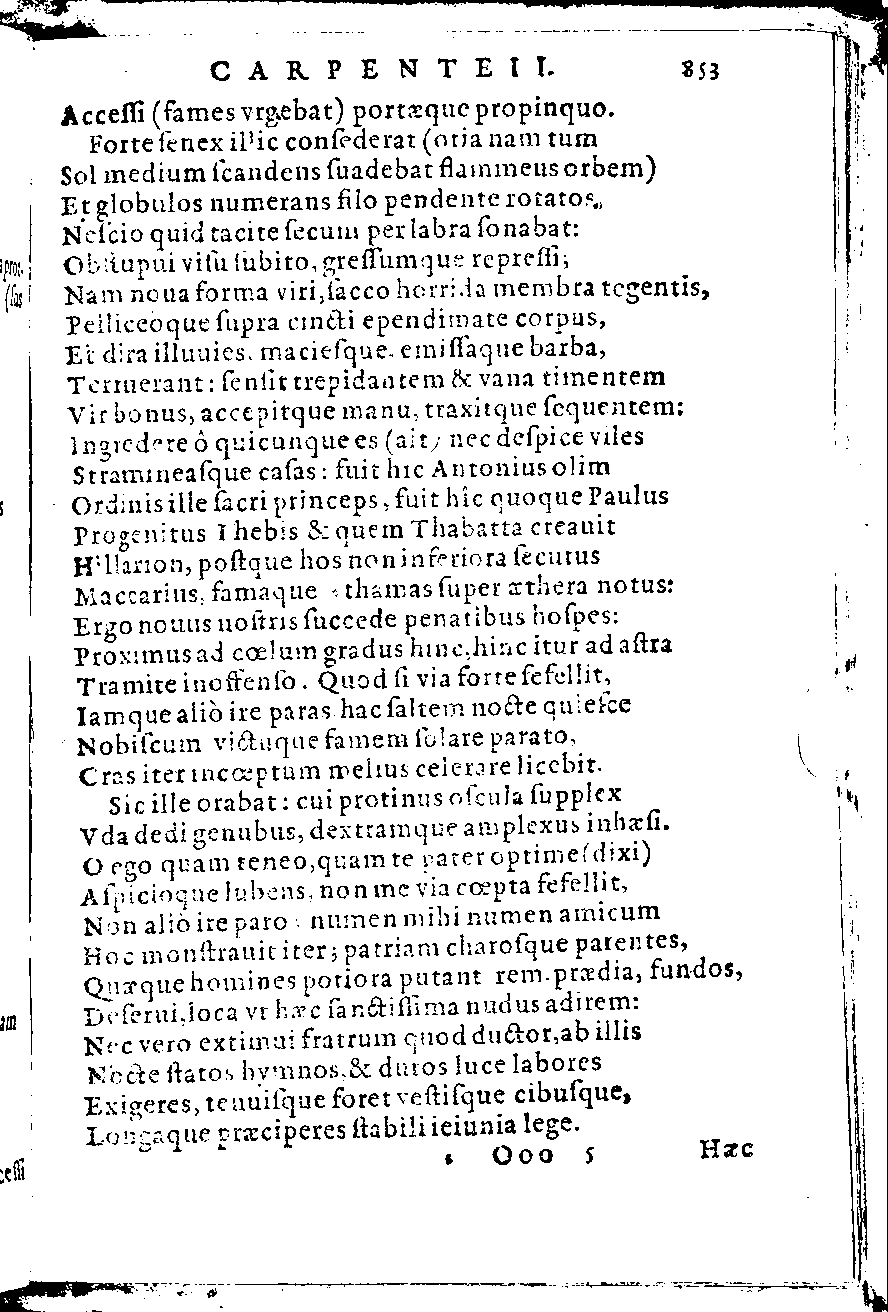 CARPENTEII. 853
Acceſſi (fames vrgebat) portæque propinquo.
Forte ſenex illic conſederat (otia nam tum
Sol medium ſcandens ſuadebat flammeus orbem)
Et globulos numerans filo pendente rotatos,
Neſcio quid tacite ſecum per labra ſonabat:
Obſtupui viſu ſubito, greſſumque repreſſi;
Nam noua forma viri, ſacco horrida membra tegentis,
Pelliceoque ſupra cincti ependimate corpus,
Et dira illuuies, macieſque, emiſſaque barba,
Terruerant: ſenſit trepidantem & vana timentem
Vir bonus, accepitque manu, traxitque ſequentem:
Ingredere ô quicunque es (ait) nec deſpice viles
Stramineaſque caſas: fuit hic Antonius olim
Ordinis ille ſacri princeps, fuit hîc quoque Paulus
Progenitus Thebis & quem Thabatta creauit
Hillarion, poſtque hos non inferiora ſecutus
Maccarius, famaque thamas ſuper æthera notus:
Ergo nouus noſtris ſuccede penatibus hoſpes:
Proximus ad cœlum gradus hinc, hinc itur ad aſtra
Tramite inoffenſo. Quod ſi via forte fefellit,
Iamque aliò ire paras hac ſaltem nocte quieſce
Nobiſcum victuque famem ſolare parato,
Cras iter incœptum melius celerare licebit.
Sic ille orabat: cui protinus oſcula ſupplex
Vda dedi genubus, dextramque amplexus inhæſi.
O ego quam teneo, quam te pater optime (dixi)
Aſpicioque lubens, non me via cœpta fefellit,
Non aliò ire paro: numen mihi numen amicum
Hoc monſtrauit iter; patriam charoſque parentes,
Quæque homines potiora putant rem, prædia, fundos,
Deſerui, loca vt hæc ſanctiſſima nudus adirem:
Nec vero extimui fratrum quod ductor, ab illis
Nocte ſtatos hymnos, & duros luce labores
Exigeres, tenuiſque foret veſtiſque cibuſque,
Longaque præciperes ſtabili ieiunia lege.
Ooo 5 Hæc